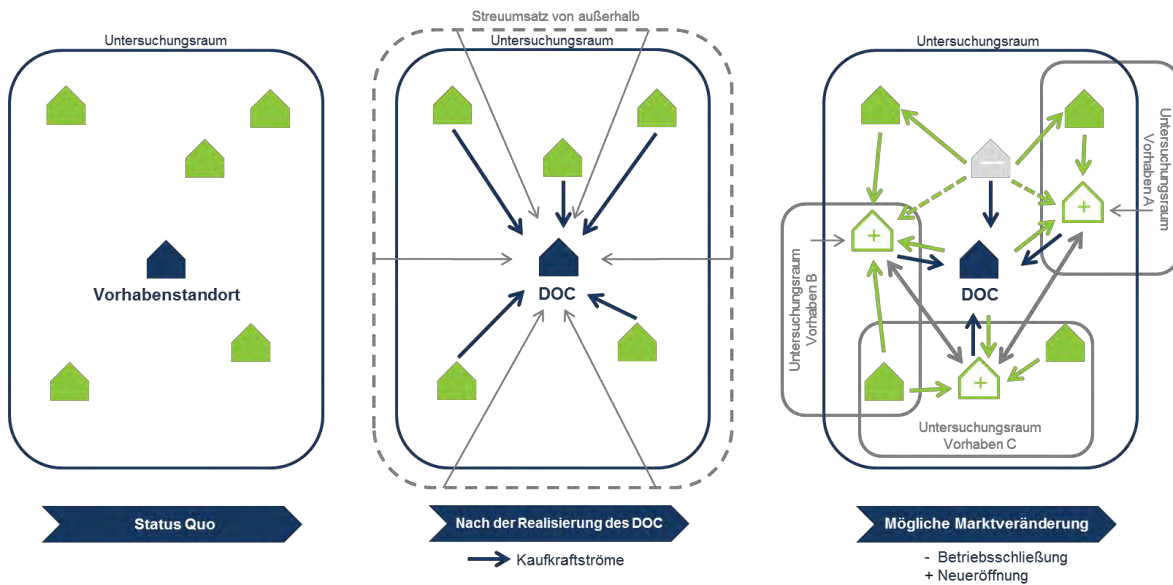 Untersuchungsraum
Vorhabenstandort
Status Quo
Streuumsatz von außerhalb
Untersuchungsraum
DOC
Nach der Realisierung des DOC
Kaufkraftströme
Untersuchungsraum
Untersuchungsraum
Vorhaben A
+
+
Untersuchungsraum
Vorhaben B
DOC
+
Untersuchungsraum
Vorhaben C
Mögliche Marktveränderung
- Betriebsschließung
+ Neueröffnung